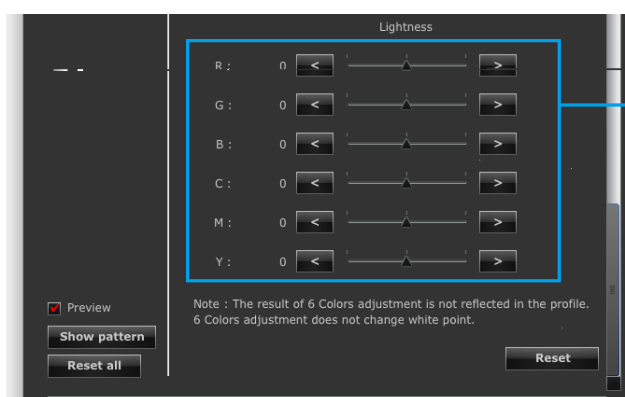 Lightness
R : 0 < >
G : 0 < >
B : 0 < >
C : 0 < >
M : 0 < >
Y : 0 < >
Preview
Note : The result of 6 Colors adjustment is not reflected in the profile.
6 Colors adjustment does not change white point.
Show pattern
Reset all
Reset